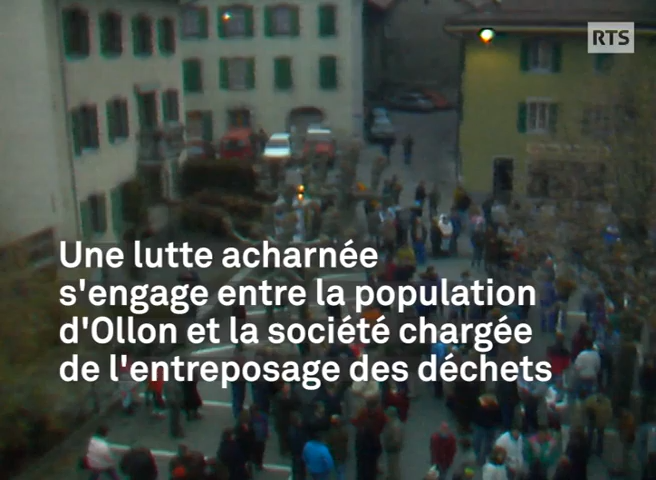 RTS
Une lutte acharnée
s'engage entre la population
d'Ollon et la société chargée
de l'entreposage des déchets